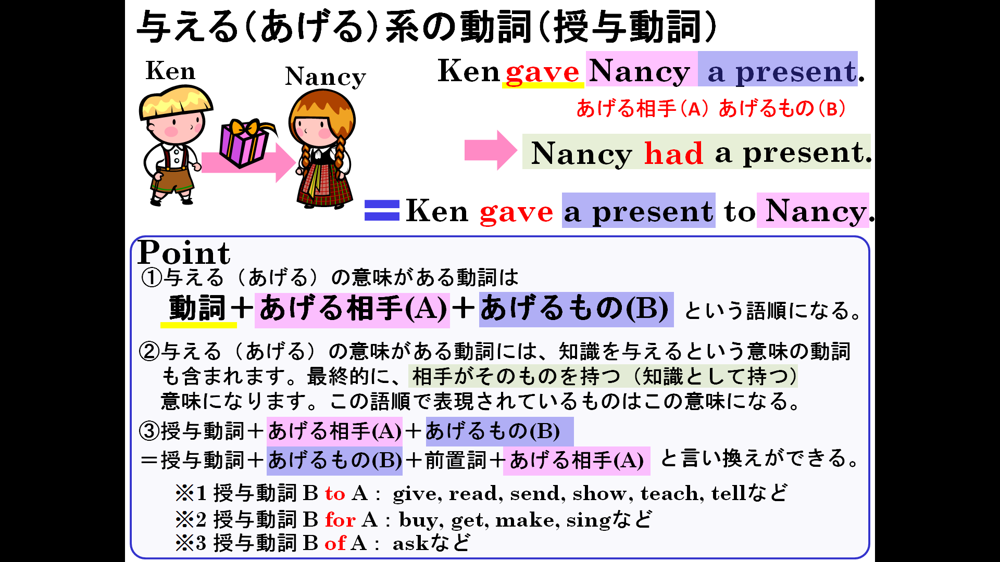 与える(あげる)系の動詞(授与動詞)
Ken
Nancy
Ken gave Nancy a present.
あげる相手(A) あげるもの(B)
Nancy had a present.
=Ken gave a present to Nancy.
Point
①与える(あげる)の意味がある動詞は
動詞+あげる相手(A)+あげるもの(B) という語順になる。
②与える(あげる)の意味がある動詞には、知識を与えるという意味の動詞
も含まれます。最終的に、相手がそのものを持つ(知識として持つ)
意味になります。この語順で表現されているものはこの意味になる。
③授与動詞+あげる相手(A)+あげるもの(B)
=授与動詞+あげるもの(B)+前置詞+あげる相手(A) と言い換えができる。
※1 授与動詞 B to A: give, read, send, show, teach, tellなど
※2 授与動詞 B for A:buy, get, make, singなど
※3 授与動詞 B of A: askなど